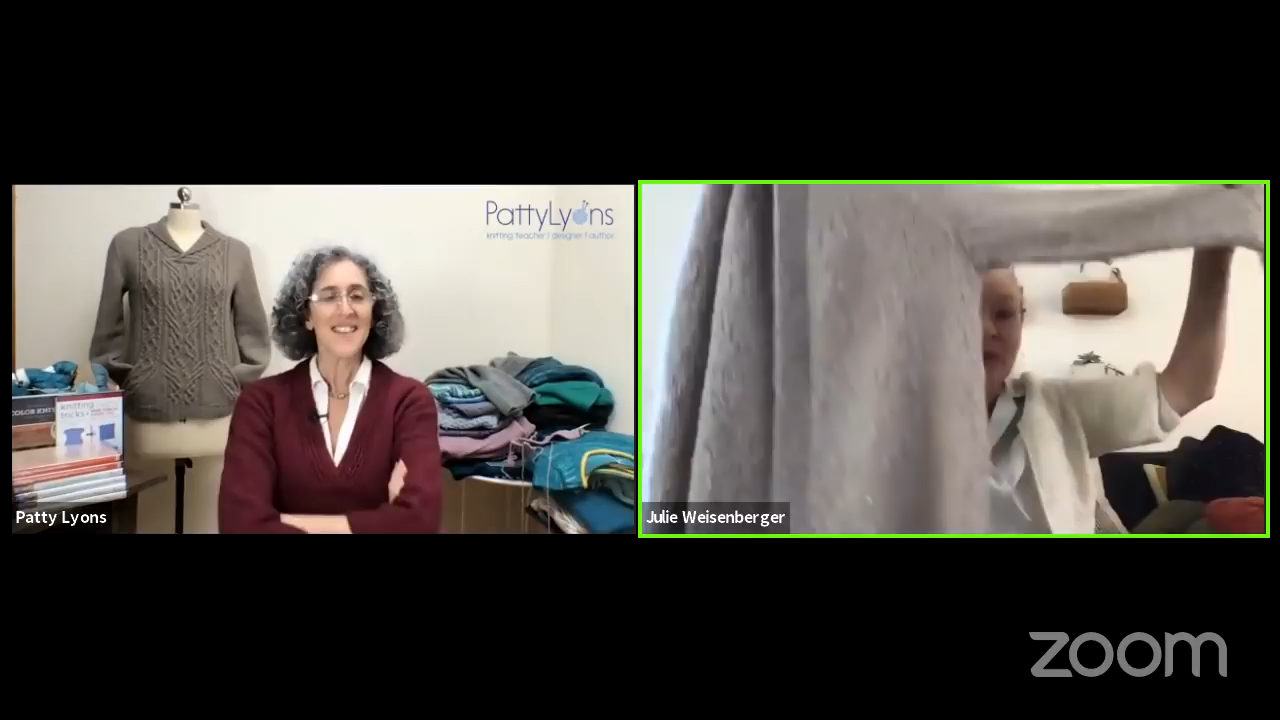 PattyLyons
knitting teacher | designer | author
COLOR KNIT
knitting
tricks
Patty Lyons
Julie Weisenberger
zoom